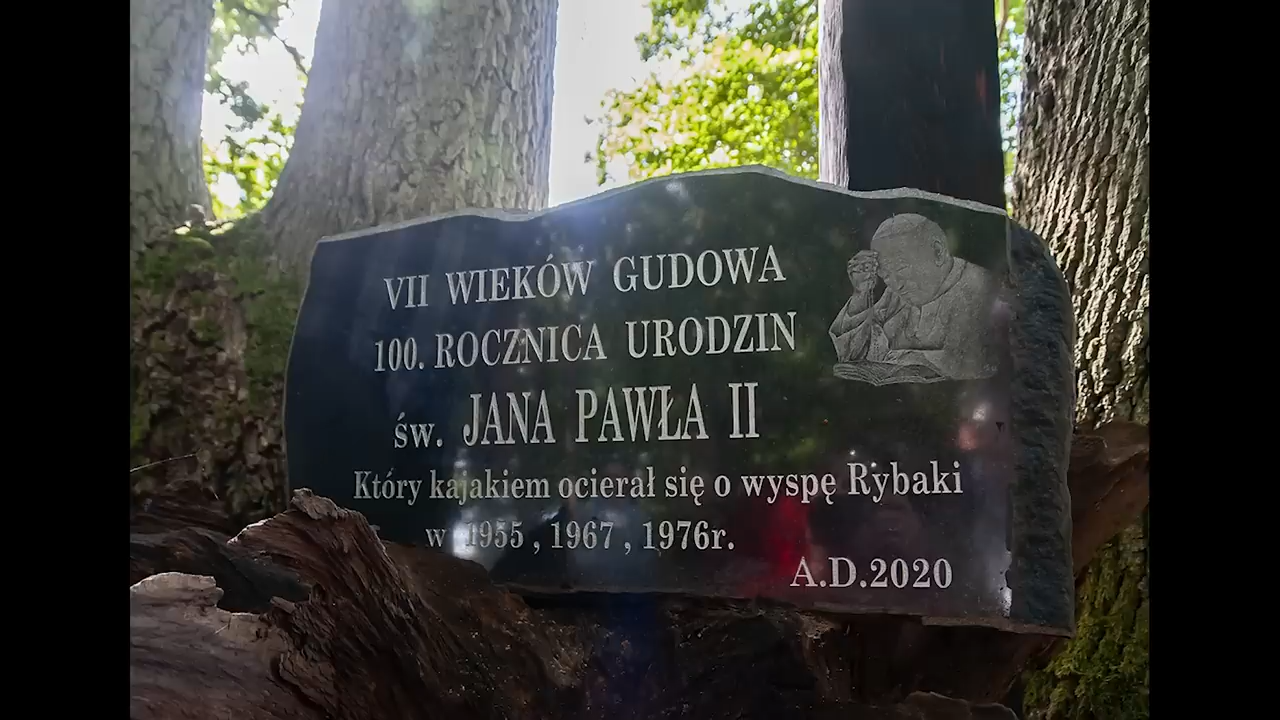 VII WIEKÓW GUDOWA
100. ROCZNICA URODZIN
św. JANA PAWŁA II
Który kajakiem ocierał się o wyspę Rybaki
w 1955 , 1967 , 1976r.
A.D.2020